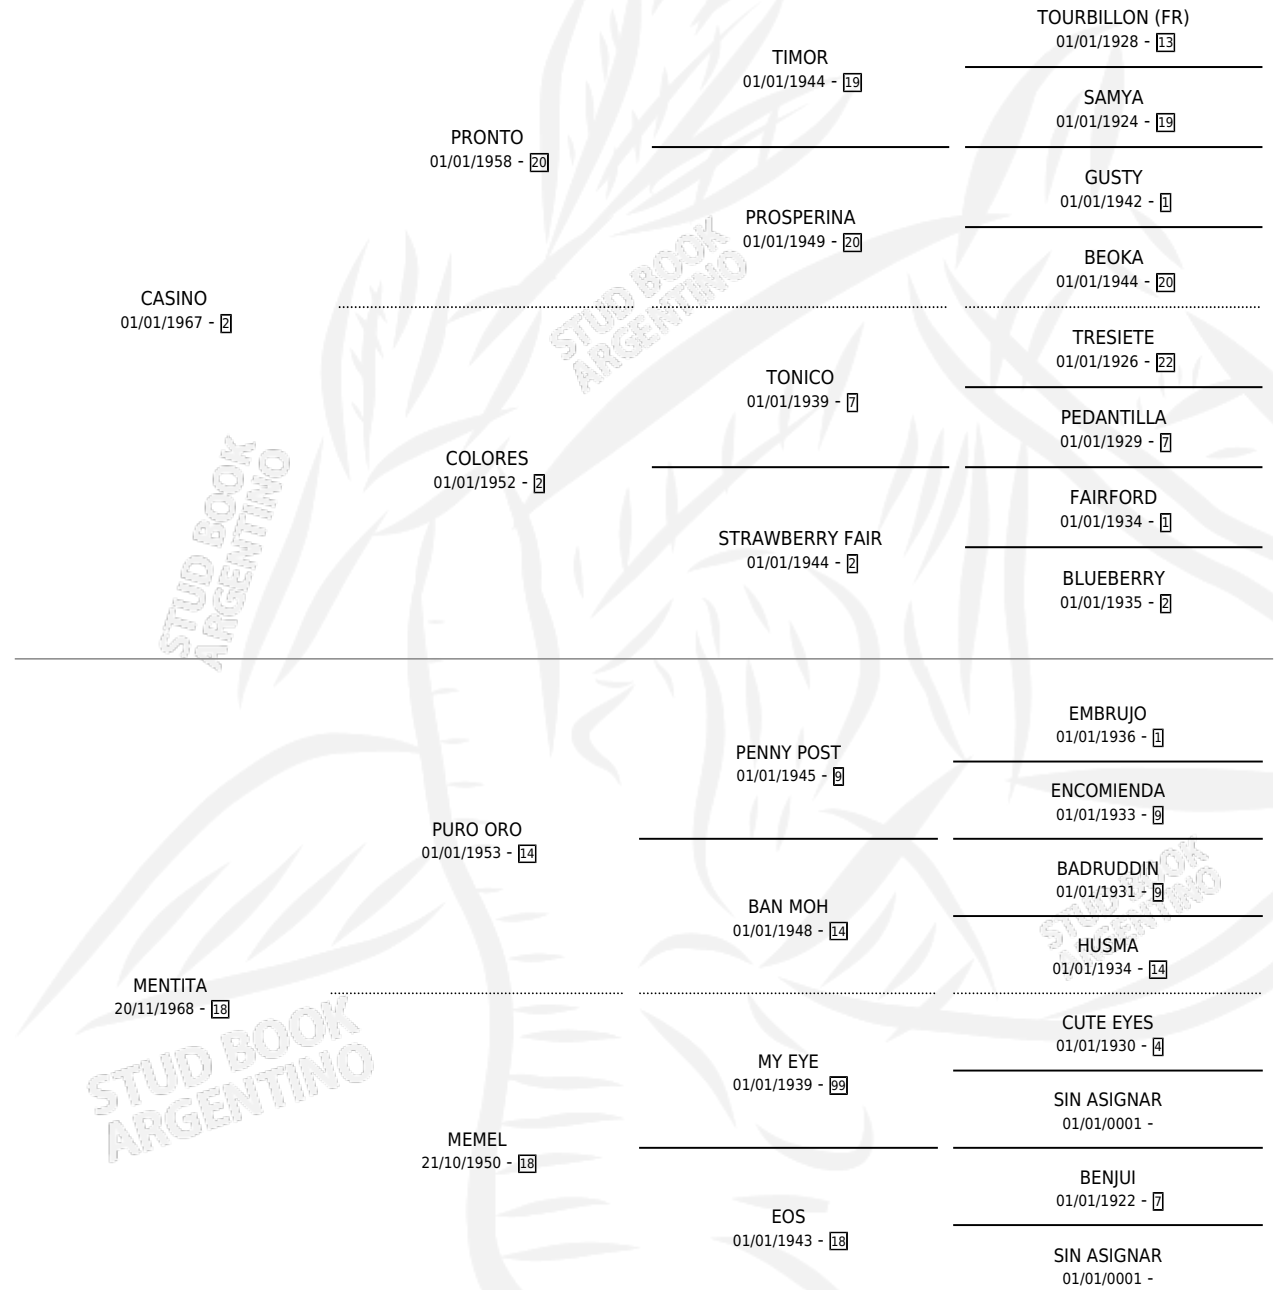 TOURBILLON (FR)
01/01/1928 - 13
TIMOR
01/01/1944 - 19
SAMYA
01/01/1924 - 19
PRONTO
01/01/1958 - 20
GUSTY
01/01/1942 - 1
PROSPERINA
01/01/1949 - 20
BEOKA
01/01/1944 - 20
CASINO
01/01/1967 - 2
TRESIETE
01/01/1926 - 22
TONICO
01/01/1939 - 7
PEDANTILLA
01/01/1929 - 7
COLORES
01/01/1952 - 2
FAIRFORD
01/01/1934 - 1
STRAWBERRY FAIR
01/01/1944 - 2
BLUEBERRY
01/01/1935 - 2
STUD BOOK
ARGENTINO
STUD BOOK
ARGENTINO
EMBRUJO
01/01/1936 - 1
PENNY POST
01/01/1945 - 9
ENCOMIENDA
01/01/1933 - 9
PURO ORO
01/01/1953 - 14
BADRUDDIN
01/01/1931 - 9
BAN MOH
01/01/1948 - 14
HUSMA
01/01/1934 - 14
MENTITA
20/11/1968 - 18
CUTE EYES
01/01/1930 - 4
MY EYE
01/01/1939 - 99
SIN ASIGNAR
01/01/0001 -
MEMEL
21/10/1950 - 18
BENJUI
01/01/1922 - 7
EOS
01/01/1943 - 18
SIN ASIGNAR
01/01/0001 -
STUD BOOK
ARGENTINO
STUD BOOK
ARGENTINO